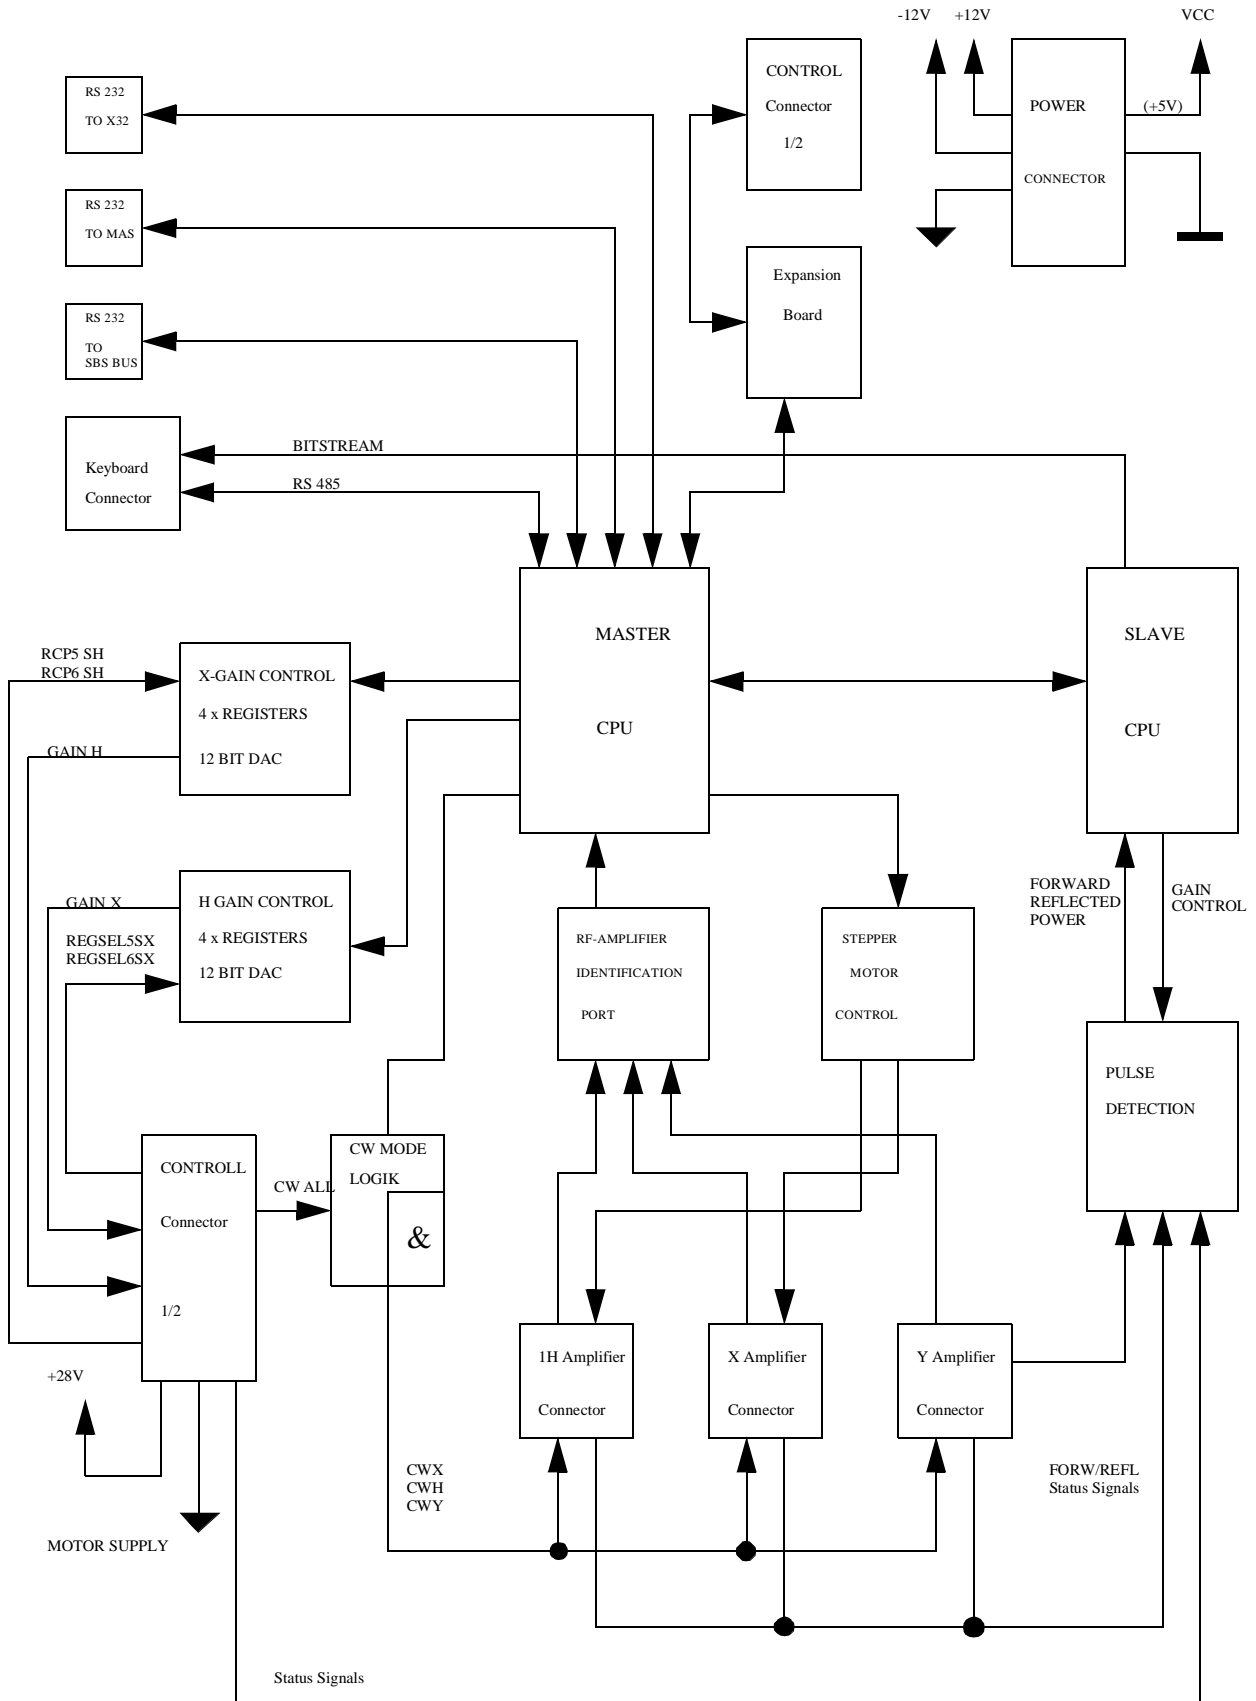 -12V
+12V
VCC
CONTROL
Connector
1/2
POWER
(+5V)
CONNECTOR
RS 232
TO X32
RS 232
TO MAS
RS 232
TO
SBS BUS
Expansion
Board
Keyboard
Connector
BITSTREAM
RS 485
MASTER
CPU
SLAVE
CPU
RCP5 SH
RCP6 SH
X-GAIN CONTROL
4 x REGISTERS
12 BIT DAC
GAIN H
GAIN X
H GAIN CONTROL
4 x REGISTERS
12 BIT DAC
REGSEL5SX
REGSEL6SX
RF-AMPLIFIER
IDENTIFICATION
PORT
STEPPER
MOTOR
CONTROL
FORWARD
REFLECTED
POWER
GAIN
CONTROL
PULSE
DETECTION
CONTROLL
Connector
1/2
CW ALL
CW MODE
LOGIK
&
1H Amplifier
Connector
X Amplifier
Connector
Y Amplifier
Connector
+28V
MOTOR SUPPLY
CWX
CWH
CWY
FORW/REFL
Status Signals
Status Signals